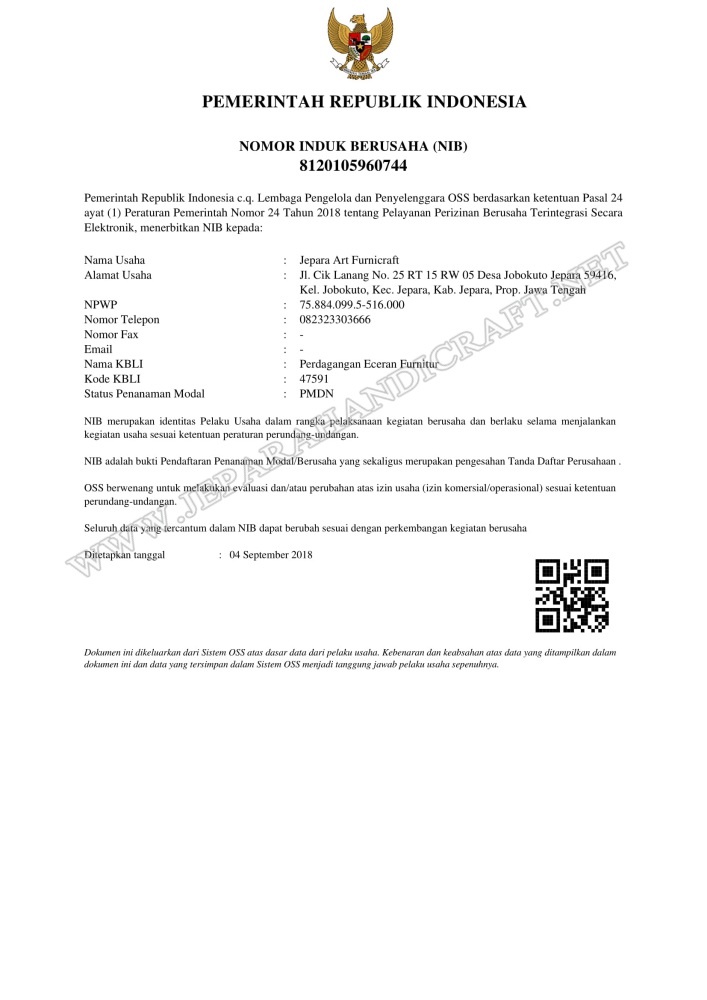 PEMERINTAH REPUBLIK INDONESIA
NOMOR INDUK BERUSAHA (NIB)
8120105960744
Pemerintah Republik Indonesia c.q. Lembaga Pengelola dan Penyelenggara OSS berdasarkan ketentuan Pasal 24
ayat (1) Peraturan Pemerintah Nomor 24 Tahun 2018 tentang Pelayanan Perizinan Berusaha Terintegrasi Secara
Elektronik, menerbitkan NIB kepada:
Nama Usaha : Jepara Art Furnicraft
Alamat Usaha : Jl. Cik Lanang No. 25 RT 15 RW 05 Desa Jobokuto Jepara 59416,
Kel. Jobokuto, Kec. Jepara, Kab. Jepara, Prop. Jawa Tengah
NPWP : 75.884.099.5-516.000
Nomor Telepon : 082323303666
Nomor Fax : -
Email : -
Nama KBLI : Perdagangan Eceran Furnitur
Kode KBLI : 47591
Status Penanaman Modal : PMDN
NIB merupakan identitas Pelaku Usaha dalam rangka pelaksanaan kegiatan berusaha dan berlaku selama menjalankan
kegiatan usaha sesuai ketentuan peraturan perundang-undangan.
NIB adalah bukti Pendaftaran Penanaman Modal/Berusaha yang sekaligus merupakan pengesahan Tanda Daftar Perusahaan .
OSS berwenang untuk melakukan evaluasi dan/atau perubahan atas izin usaha (izin komersial/operasional) sesuai ketentuan
perundang-undangan.
Seluruh data yang tercantum dalam NIB dapat berubah sesuai dengan perkembangan kegiatan berusaha
Ditetapkan tanggal : 04 September 2018
Dokumen ini dikeluarkan dari Sistem OSS atas dasar data dari pelaku usaha. Kebenaran dan keabsahan atas data yang ditampilkan dalam
dokumen ini dan data yang tersimpan dalam Sistem OSS menjadi tanggung jawab pelaku usaha sepenuhnya.
WWW.JEPARAHANDICRAFT.NET